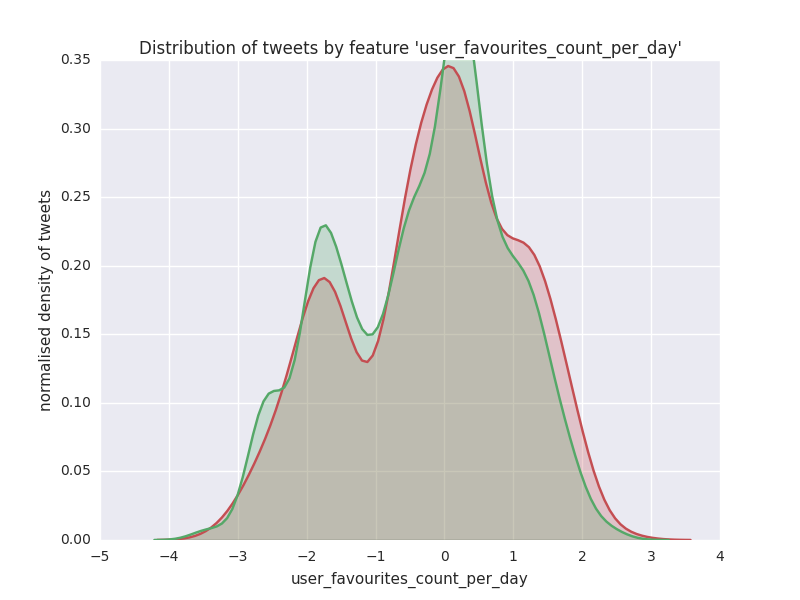 Distribution of tweets by feature 'user_favourites_count_per_day'
0.35
0.30
0.25
0.20
0.15
0.10
0.05
0.00
normalised density of tweets
−5 −4 −3 −2 −1 0 1 2 3 4
user_favourites_count_per_day